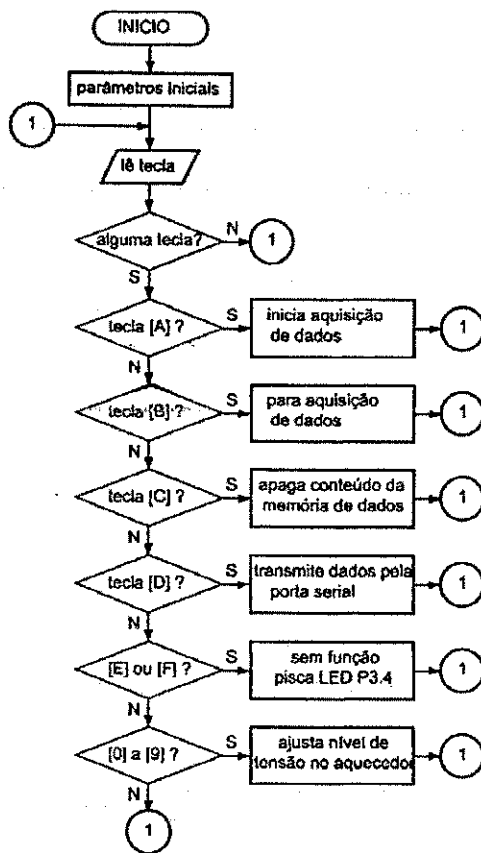 INICIO
parâmetros iniciais
1
lê tecla
alguma tecla?
N
1
S
tecla [A] ?
S
inicia aquisição
de dados
1
N
tecla [B] ?
S
para aquisição
de dados
1
N
tecla [C] ?
S
apaga conteúdo da
memória de dados
1
N
tecla [D] ?
S
transmite dados pela
porta serial
1
N
[E] ou [F] ?
S
sem função
pisca LED P3.4
1
N
[0] a [9] ?
S
ajusta nível de
tensão no aquecedor
1
N
1